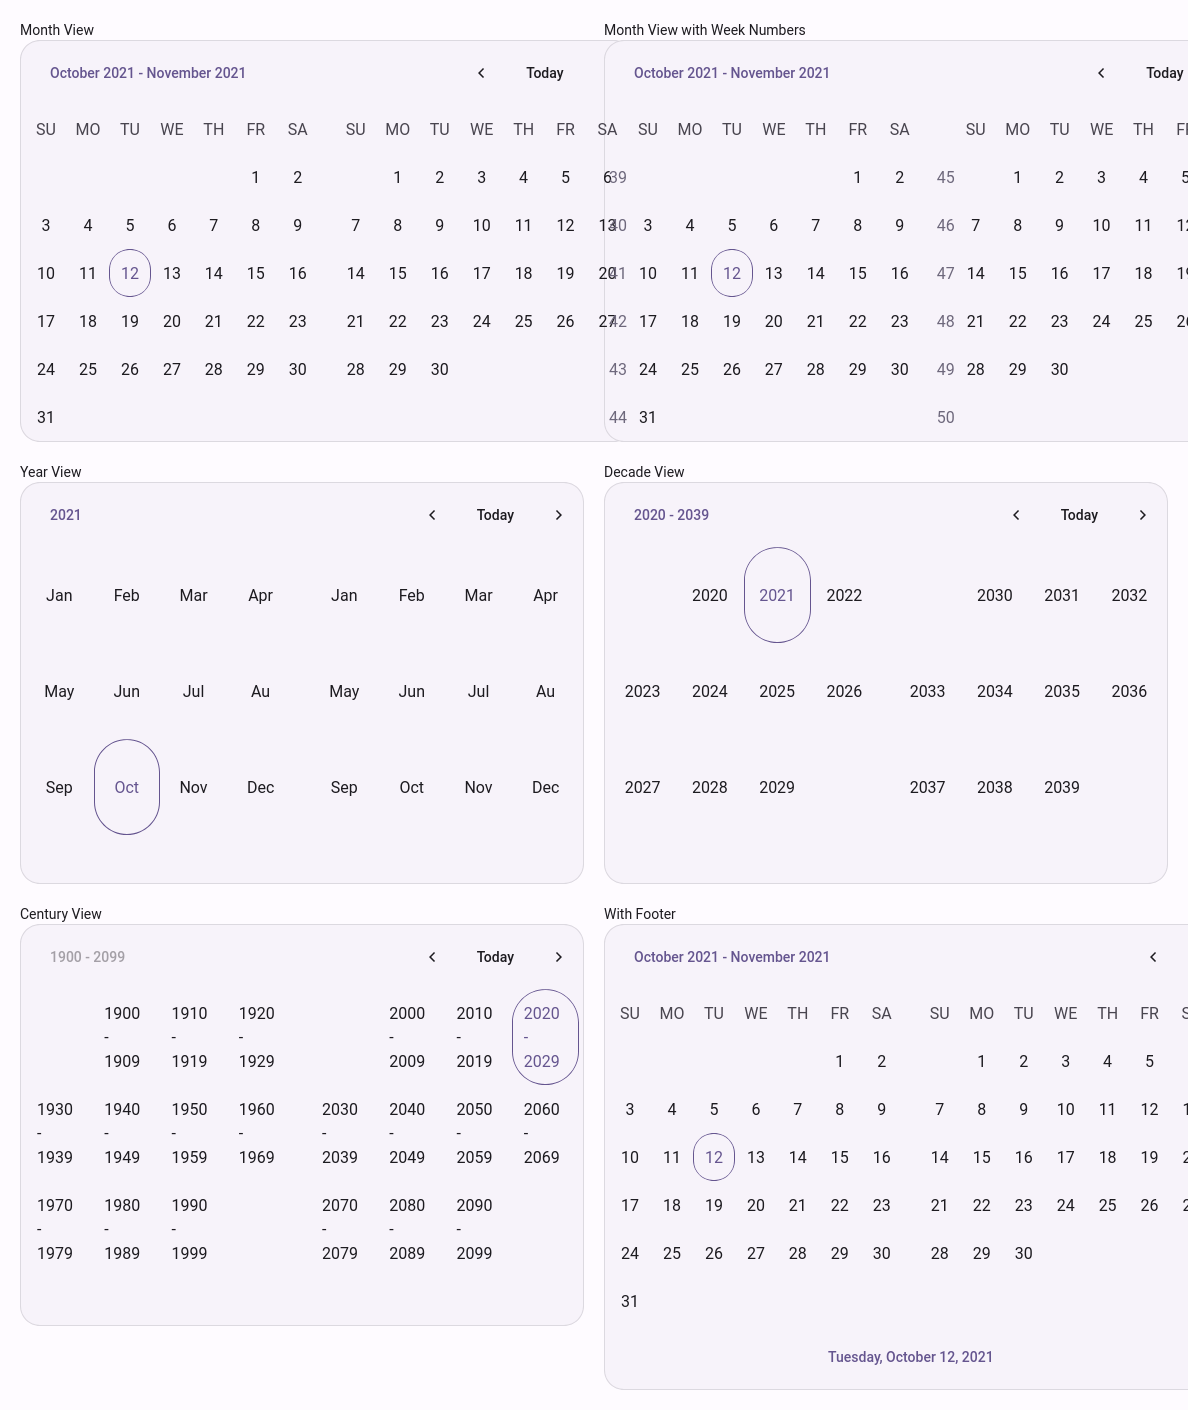 Month View
October 2021 - November 2021 Today
SU MO TU WE TH FR SA SU MO TU WE TH FR SA
1 2 1 2 3 4 5 6
3 4 5 6 7 8 9 7 8 9 10 11 12 13
10 11 12 13 14 15 16 14 15 16 17 18 19 20
17 18 19 20 21 22 23 21 22 23 24 25 26 27
24 25 26 27 28 29 30 28 29 30
31
Month View with Week Numbers
October 2021 - November 2021 Today
SU MO TU WE TH FR SA SU MO TU WE TH
39 1 2 45 1 2 3 4 5
40 3 4 5 6 7 8 9 46 7 8 9 10 11
41 10 11 12 13 14 15 16 47 14 15 16 17 18
42 17 18 19 20 21 22 23 48 21 22 23 24 25
43 24 25 26 27 28 29 30 49 28 29 30
44 31 50
Year View
2021 Today
Jan Feb Mar Apr Jan Feb Mar Apr
May Jun Jul Au May Jun Jul Au
Sep Oct Nov Dec Sep Oct Nov Dec
Decade View
2020 - 2039 Today
2020 2021 2022 2030 2031 2032
2023 2024 2025 2026 2033 2034 2035 2036
2027 2028 2029 2037 2038 2039
Century View
1900 - 2099 Today
1900 1910 1920 2000 2010 2020
- - - - - -
1909 1919 1929 2009 2019 2029
1930 1940 1950 1960 2030 2040 2050 2060
- - - - - - - -
1939 1949 1959 1969 2039 2049 2059 2069
1970 1980 1990 2070 2080 2090
- - - - - -
1979 1989 1999 2079 2089 2099
With Footer
October 2021 - November 2021
SU MO TU WE TH FR SA SU MO TU WE TH FR
1 2 1 2 3 4 5
3 4 5 6 7 8 9 7 8 9 10 11 12
10 11 12 13 14 15 16 14 15 16 17 18 19
17 18 19 20 21 22 23 21 22 23 24 25 26
24 25 26 27 28 29 30 28 29 30
31
Tuesday, October 12, 2021